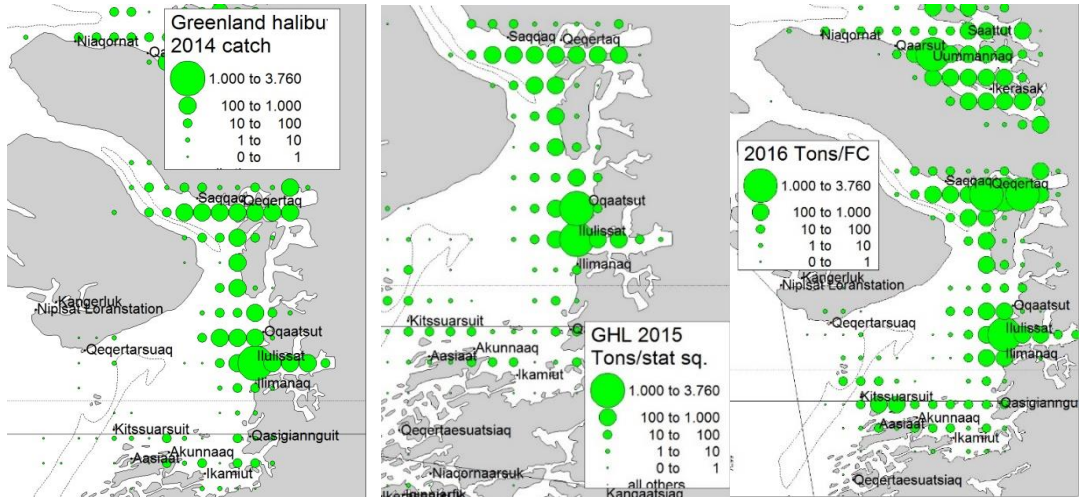 Greenland halibu
2014 catch
1.000 to 3.760
100 to 1.000
10 to 100
1 to 10
0 to 1
Niaqornat
Saqqaq
Qeqertaq
Kangerluk
Nipisat Loranstation
Qeqertarsuaq
Oqaatsut
Ilulissat
Ilimanaq
Kitssuarsuit
Qasigiannguit
Akunnaaq
Aasiaat
Ikamiut
Saqqaq
Qeqertaq
Oqaatsut
Ilulissat
Ilimanaq
Kitssuarsuit
Akunnaaq
Aasiaat
Ikamiut
Qeqertaesuatsiaq
Niaqornaarsuk
GHL 2015
Tons/stat sq.
1.000 to 3.760
100 to 1.000
10 to 100
1 to 10
0 to 1
all others
Kangaatsiaq
Niaqornat
Saattut
Qaarsut
Uummannaq
Ikerasak
2016 Tons/FC
1.000 to 3.760
100 to 1.000
10 to 100
1 to 10
0 to 1
Saqqaq
Qeqertaq
Kangerluk
Nipisat Loranstation
Qeqertarsuaq
Oqaatsut
Ilulissat
Ilimanaq
Kitssuarsuit
Qasigianngu
Akunnaaq
Aasiaat
Ikamiut
Qeqertaesuatsiaq